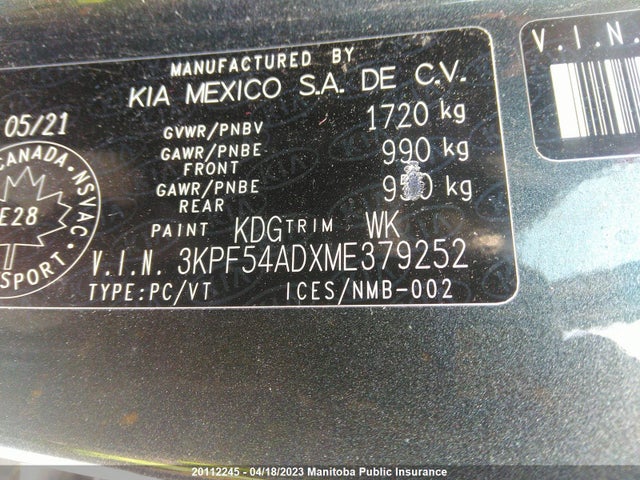 MANUFACTURED BY
V.I.N.
KIA MEXICO S.A. DE C.V.
05/21
GVWR/PNBV 1720 kg
GAWR/PNBE FRONT 990 kg
GAWR/PNBE REAR kg
PAINT KDG TRIM WK
V.I.N. 3KPF54ADXME379252
TYPE:PC/VT ICES/NMB-002
CANADA NSVAC
E28
20112245 - 04/18/2023 Manitoba Public Insurance